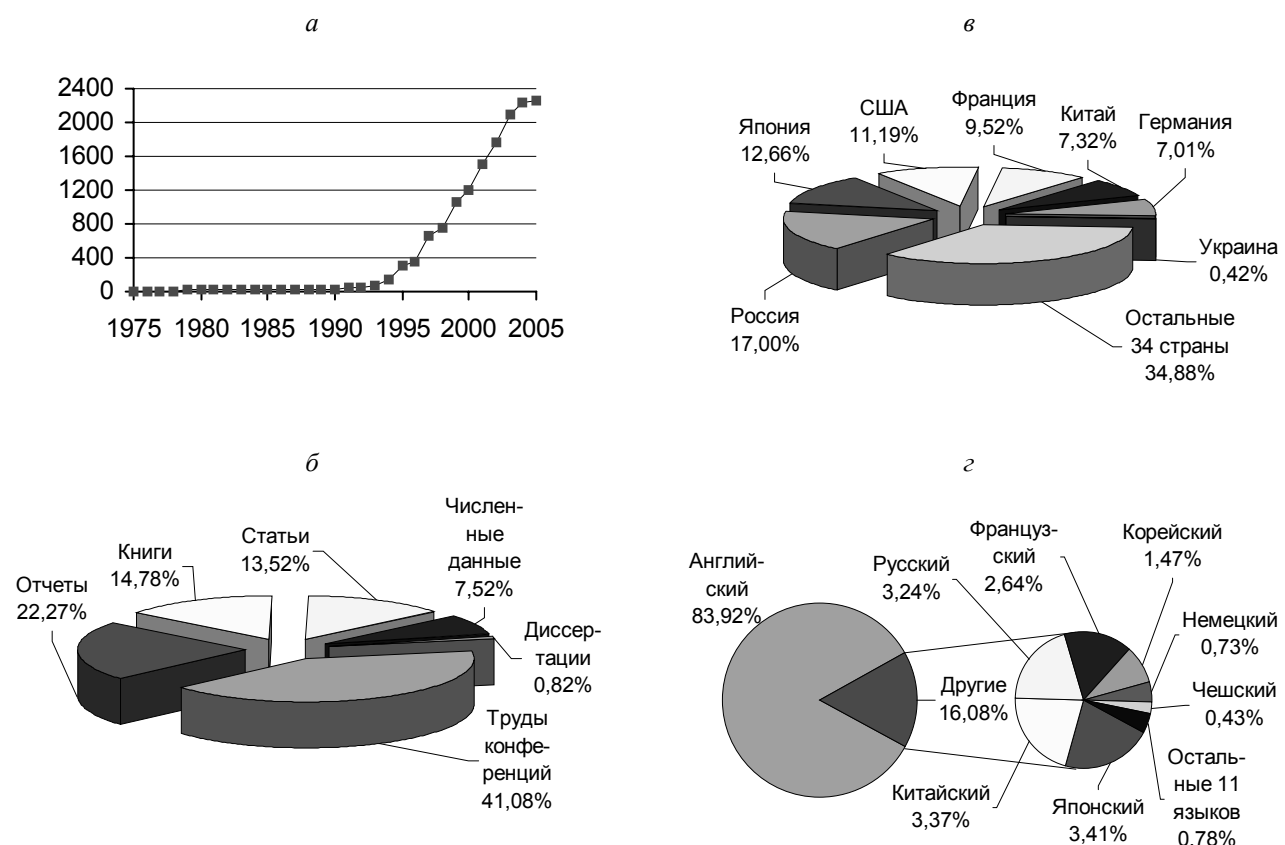 а
2400
2000
1600
1200
800
400
0
1975 1980 1985 1990 1995 2000 2005
в
Япония
12,66%
США
11,19%
Франция
9,52%
Китай
7,32%
Германия
7,01%
Украина
0,42%
Остальные
34 страны
34,88%
Россия
17,00%
б
Отчеты
22,27%
Книги
14,78%
Статьи
13,52%
Числен-
ные
данные
7,52%
Диссер-
тации
0,82%
Труды
конфе-
ренций
41,08%
г
Англий-
ский
83,92%
Другие
16,08%
Русский
3,24%
Француз-
ский
2,64%
Корейский
1,47%
Немецкий
0,73%
Чешский
0,43%
Осталь-
ные 11
языков
0,78%
Японский
3,41%
Китайский
3,37%